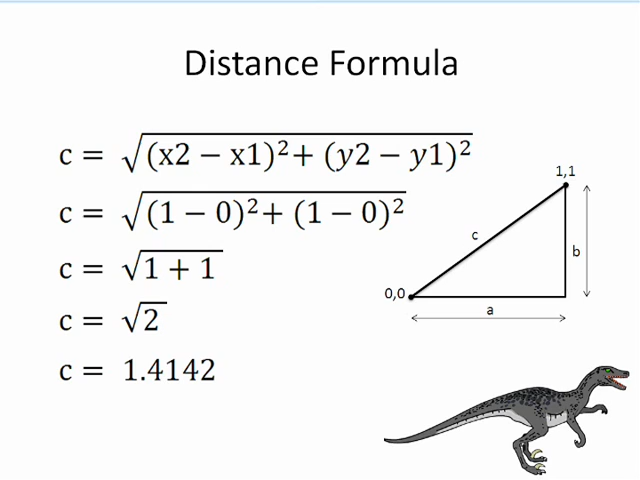 Distance Formula
c = √(x2 − x1)²+ (y2 − y1)²
c = √(1 − 0)²+ (1 − 0)²
c = √1 + 1
c = √2
c = 1.4142
1,1
c
b
0,0
a